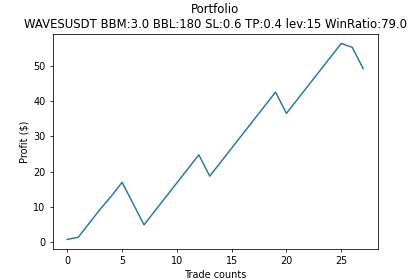 Portfolio
WAVESUSDT BBM:3.0 BBL:180 SL:0.6 TP:0.4 lev:15 WinRatio:79.0
Profit ($)
50
40
30
20
10
0
0 5 10 15 20 25
Trade counts